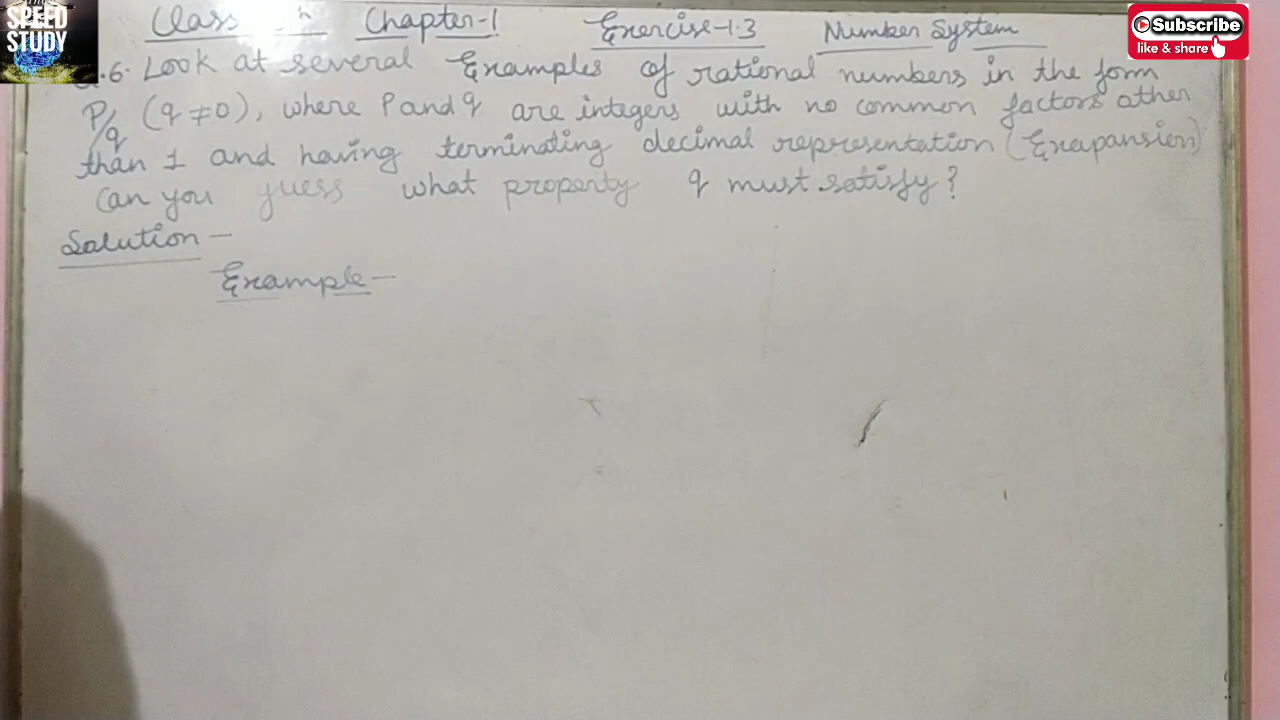 SPEED
STUDY
Class h Chapter-1 Exercise-1.3 Number System
Subscribe
like & share
.6. Look at several Examples of rational numbers in the form
P/q (q ≠ 0), where P and q are integers with no common factors other
than 1 and having terminating decimal representation (Exapansion)
Can you guess what property q must satisfy?
Solution -
Example -